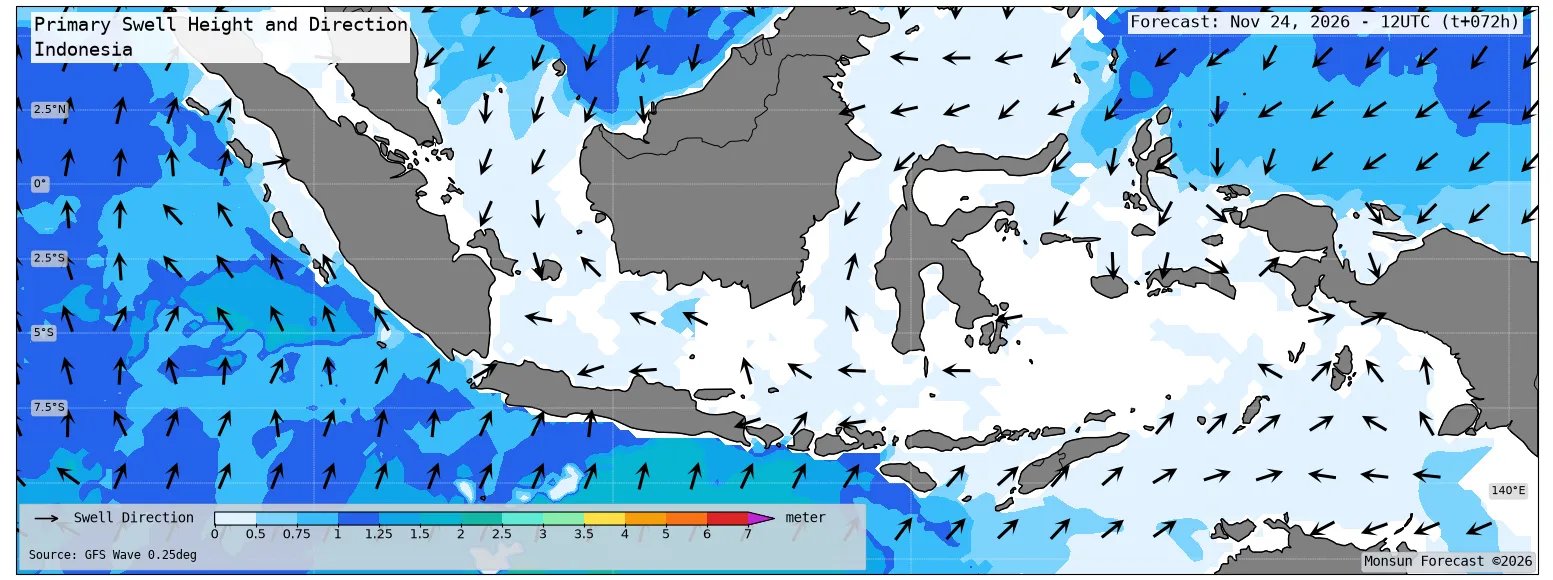 Primary Swell Height and Direction
Indonesia
Forecast: Nov 24, 2026 - 12UTC (t+072h)
2.5°N
0°
2.5°S
5°S
7.5°S
140°E
Swell Direction
0 0.5 0.75 1 1.25 1.5 2 2.5 3 3.5 4 5 6 7
meter
Source: GFS Wave 0.25deg
Monsun Forecast ©2026